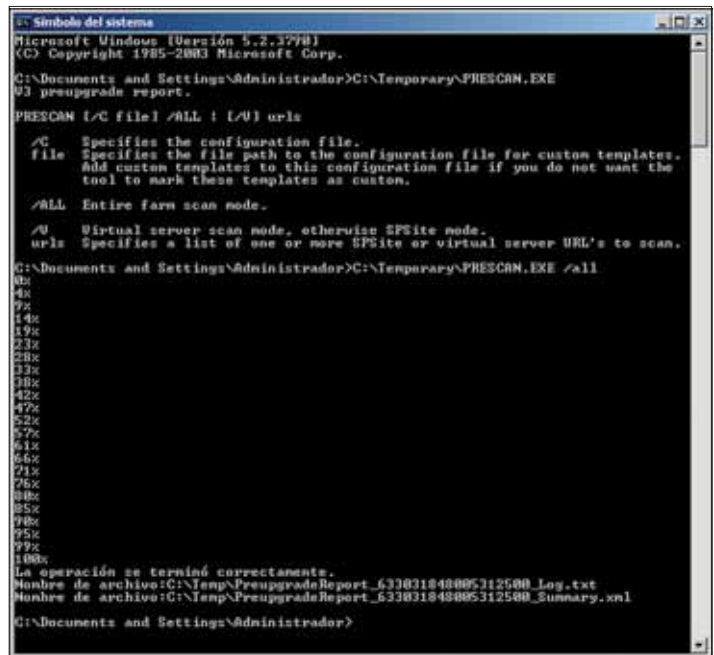 Símbolo del sistema
Microsoft Windows [Versión 5.2.3790]
(C) Copyright 1985-2003 Microsoft Corp.
C:\Documents and Settings\Administrador>C:\Temporary\PRESCAN.EXE
V3 preupgrade report.
PRESCAN [/C file] /ALL | [/V] urls
/C Specifies the configuration file.
file Specifies the file path to the configuration file for custom templates.
Add custom templates to this configuration file if you do not want the
tool to mark these templates as custom.
/ALL Entire farm scan mode.
/V Virtual server scan mode, otherwise SPSite mode.
urls Specifies a list of one or more SPSite or virtual server URL's to scan.
C:\Documents and Settings\Administrador>C:\Temporary\PRESCAN.EXE /all
0%
4%
9%
14%
19%
23%
28%
33%
38%
42%
47%
52%
57%
61%
66%
71%
76%
80%
85%
90%
95%
99%
100%
La operación se terminó correctamente.
Nombre de archivo:C:\Temp\PreupgradeReport_633031848005312500_Log.txt
Nombre de archivo:C:\Temp\PreupgradeReport_633031848005312500_Summary.xml
C:\Documents and Settings\Administrador>